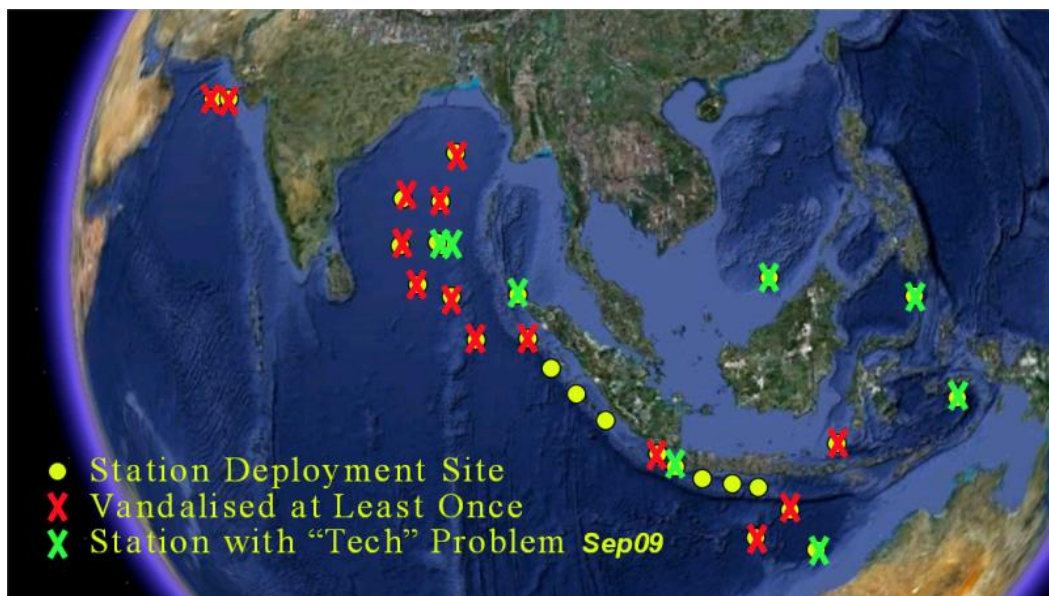 Station Deployment Site
Vandalised at Least Once
Station with “Tech” Problem Sep09